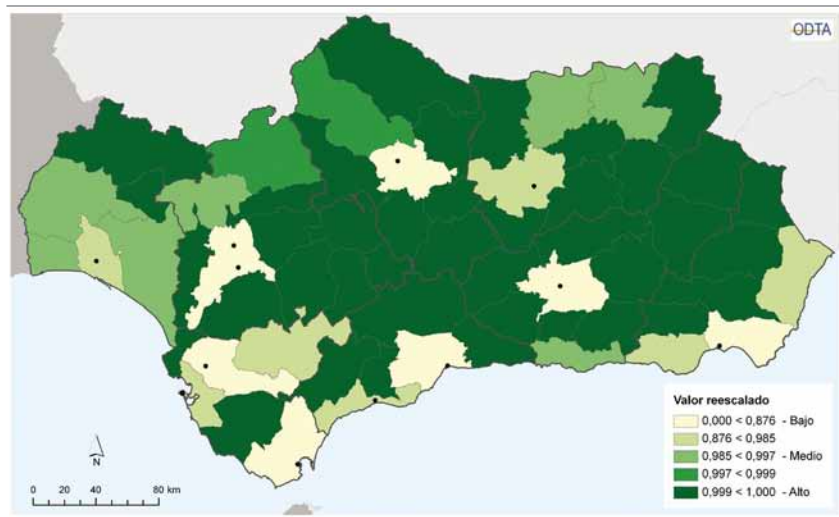 ODTA
Valor reescalado
0,000 < 0,876 - Bajo
0,876 < 0,985
0,985 < 0,997 - Medio
0,997 < 0,999
0,999 < 1,000 - Alto
N
0 20 40 80 km